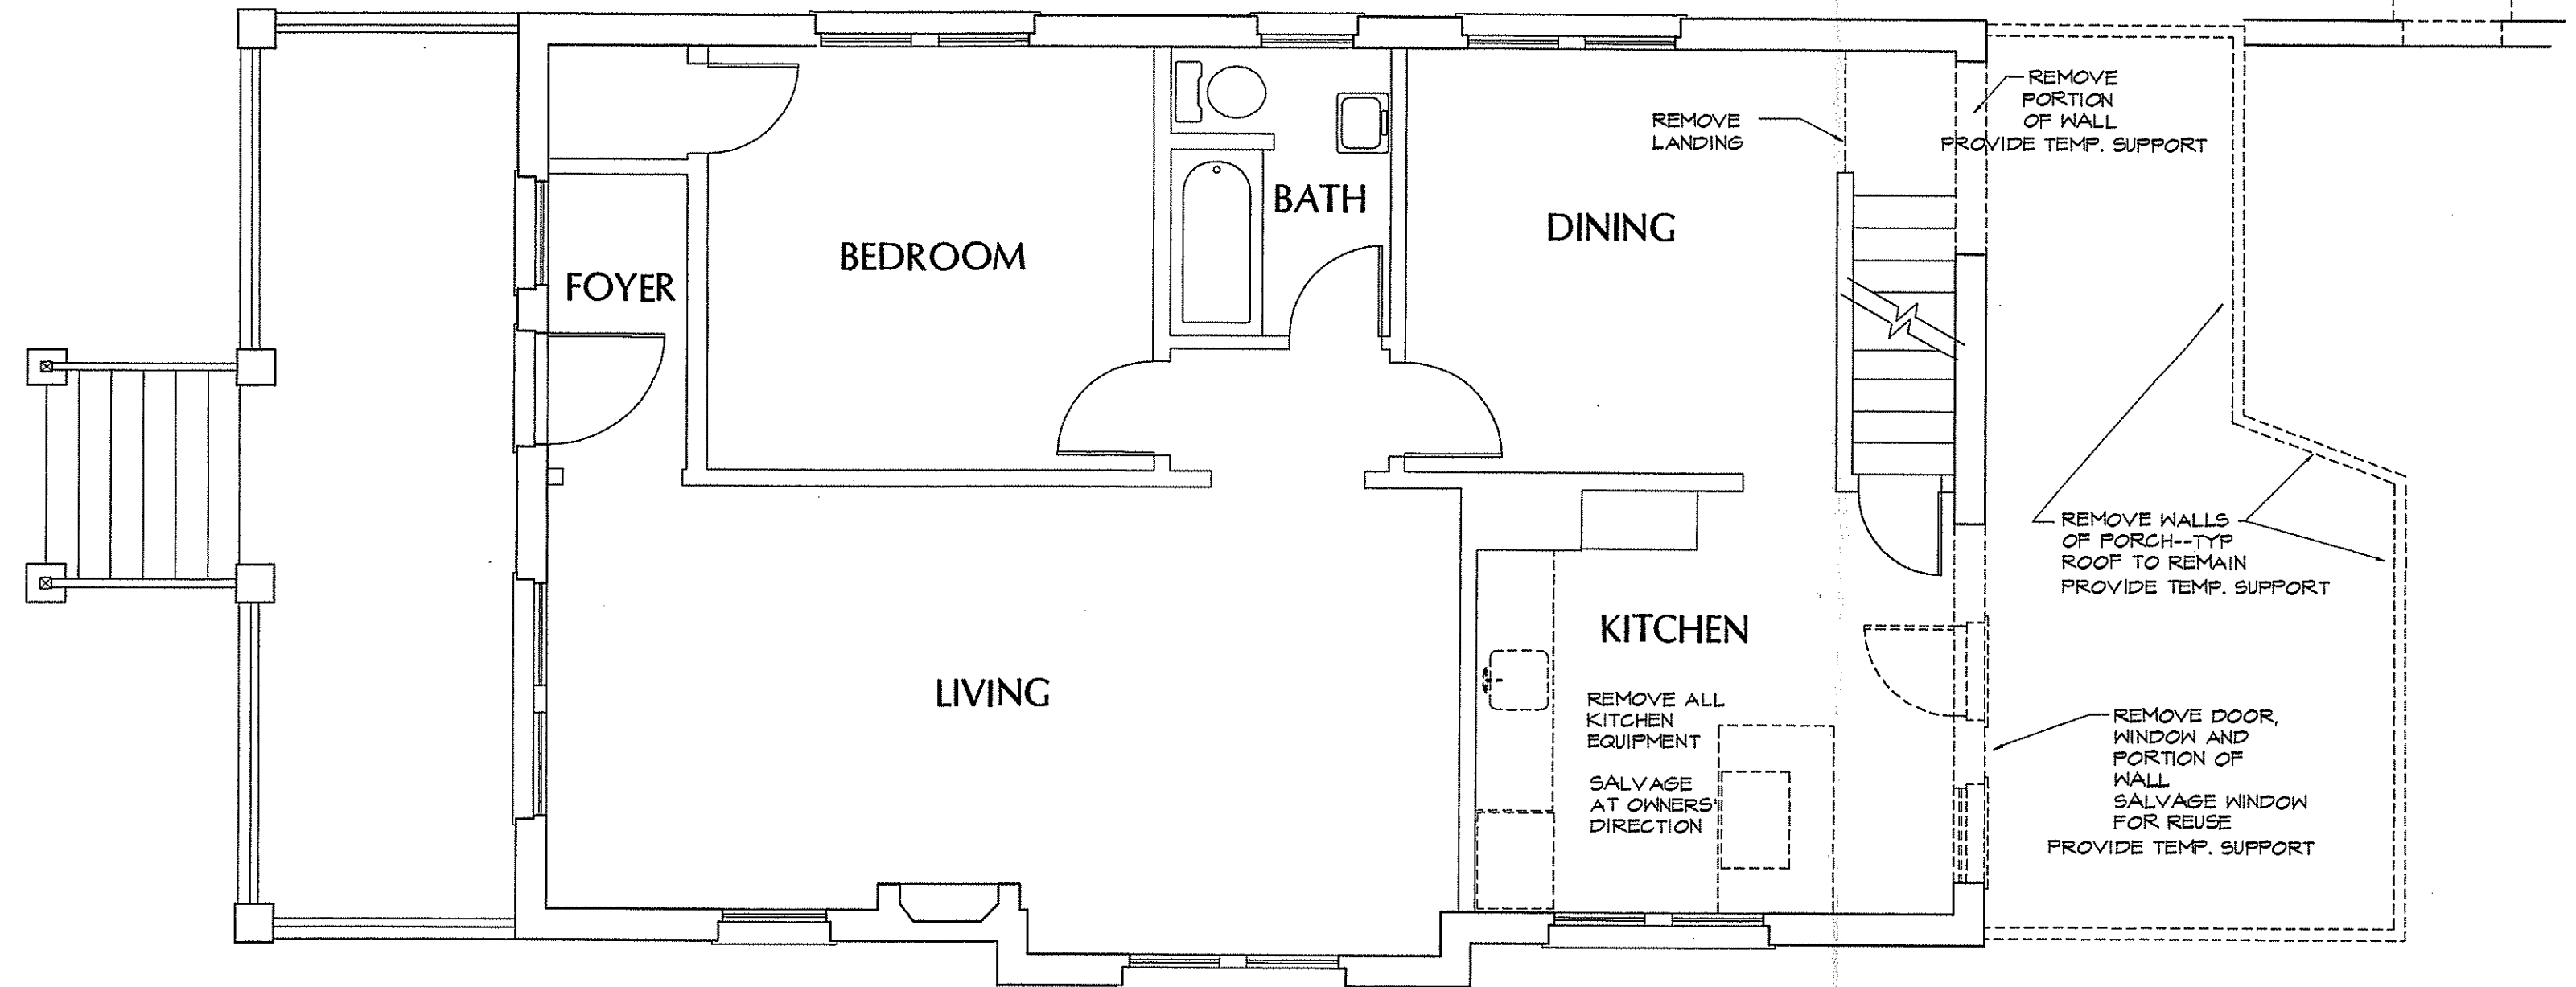 REMOVE
PORTION
OF WALL
PROVIDE TEMP. SUPPORT
REMOVE
LANDING
BATH
DINING
BEDROOM
FOYER
REMOVE WALLS
OF PORCH--TYP
ROOF TO REMAIN
PROVIDE TEMP. SUPPORT
KITCHEN
LIVING
REMOVE ALL
KITCHEN
EQUIPMENT
SALVAGE
AT OWNERS'
DIRECTION
REMOVE DOOR,
WINDOW AND
PORTION OF
WALL
SALVAGE WINDOW
FOR REUSE
PROVIDE TEMP. SUPPORT